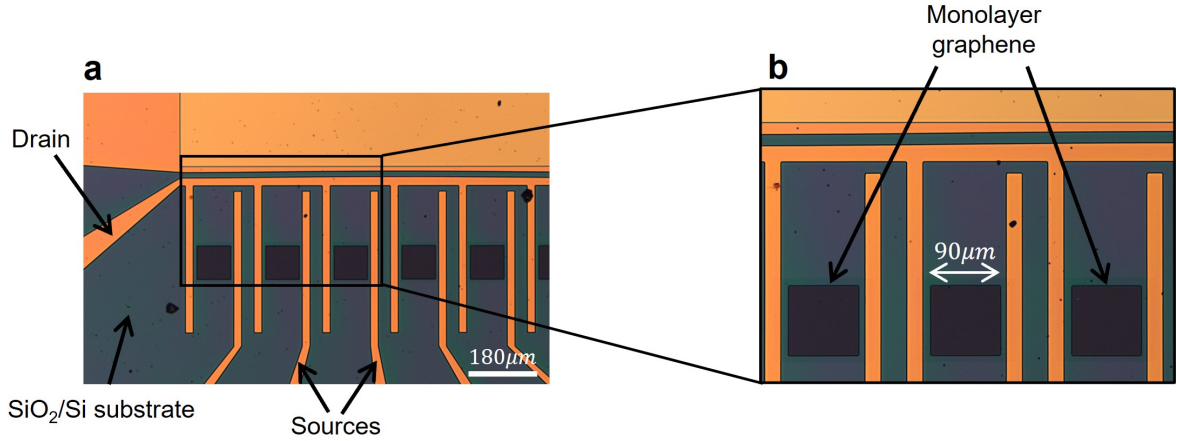 Monolayer
graphene
a
b
Drain
90μm
180μm
SiO₂/Si substrate
Sources